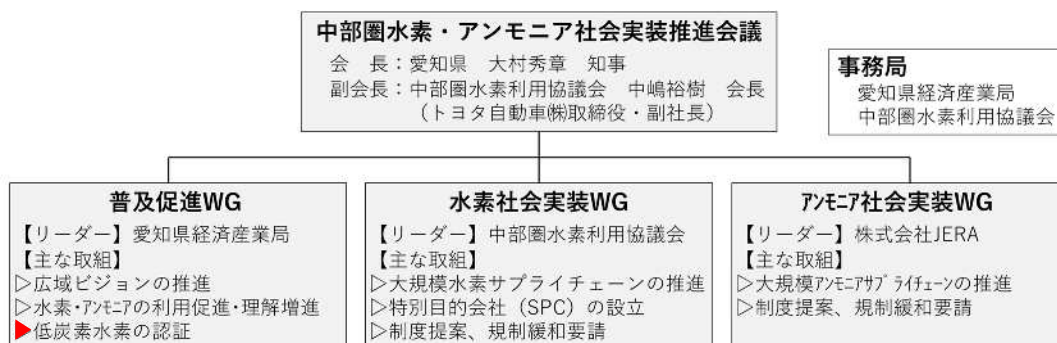 中部圏水素・アンモニア社会実装推進会議
会　長：愛知県　大村秀章　知事
副会長：中部圏水素利用協議会　中嶋裕樹　会長
（トヨタ自動車㈱取締役・副社長）
事務局
愛知県経済産業局
中部圏水素利用協議会
普及促進WG
【リーダー】愛知県経済産業局
【主な取組】
▷広域ビジョンの推進
▷水素・ｱﾝﾓﾆｱの利用促進・理解増進
▶低炭素水素の認証
水素社会実装WG
【リーダー】中部圏水素利用協議会
【主な取組】
▷大規模水素サプライチェーンの推進
▷特別目的会社（SPC）の設立
▷制度提案、規制緩和要請
ｱﾝﾓﾆｱ社会実装WG
【リーダー】株式会社JERA
【主な取組】
▷大規模ｱﾝﾓﾆｱｻﾌﾟﾗｲﾁｪｰﾝの推進
▷制度提案、規制緩和要請